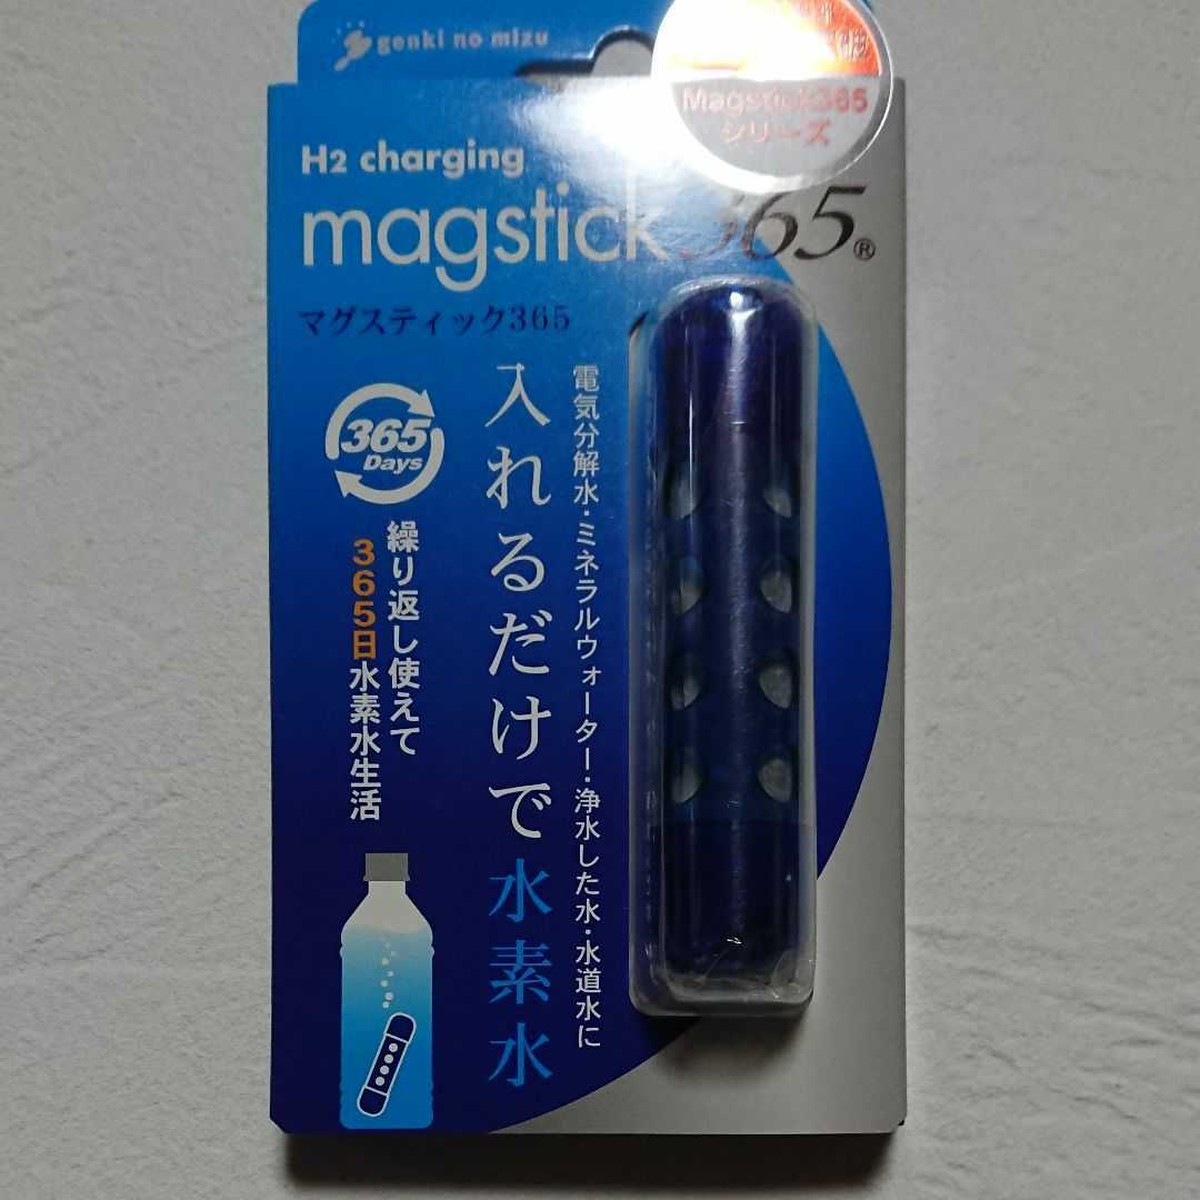 genki no mizu
Magstick365
シリーズ
H2 charging
magstick365®
マグスティック365
電気分解水・ミネラルウォーター・浄水した水・水道水に
入れるだけで水素水
365
Days
繰り返し使えて
365日水素水生活